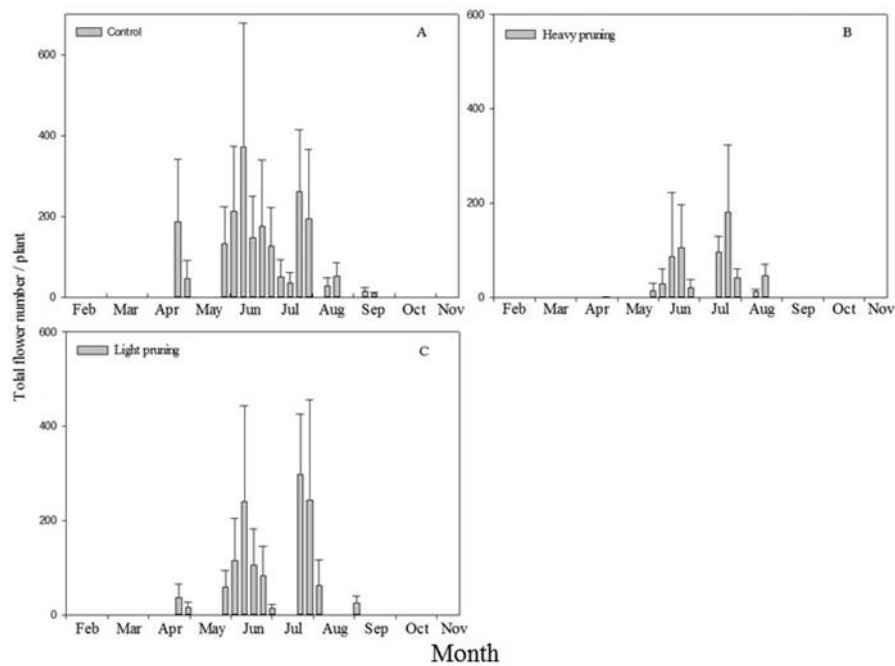 Control
A
600
400
200
0
Feb Mar Apr May Jun Jul Aug Sep Oct Nov
Heavy pruning
B
600
400
200
0
Feb Mar Apr May Jun Jul Aug Sep Oct Nov
Light pruning
C
600
400
200
0
Feb Mar Apr May Jun Jul Aug Sep Oct Nov
Tolal flower number / plant
Month